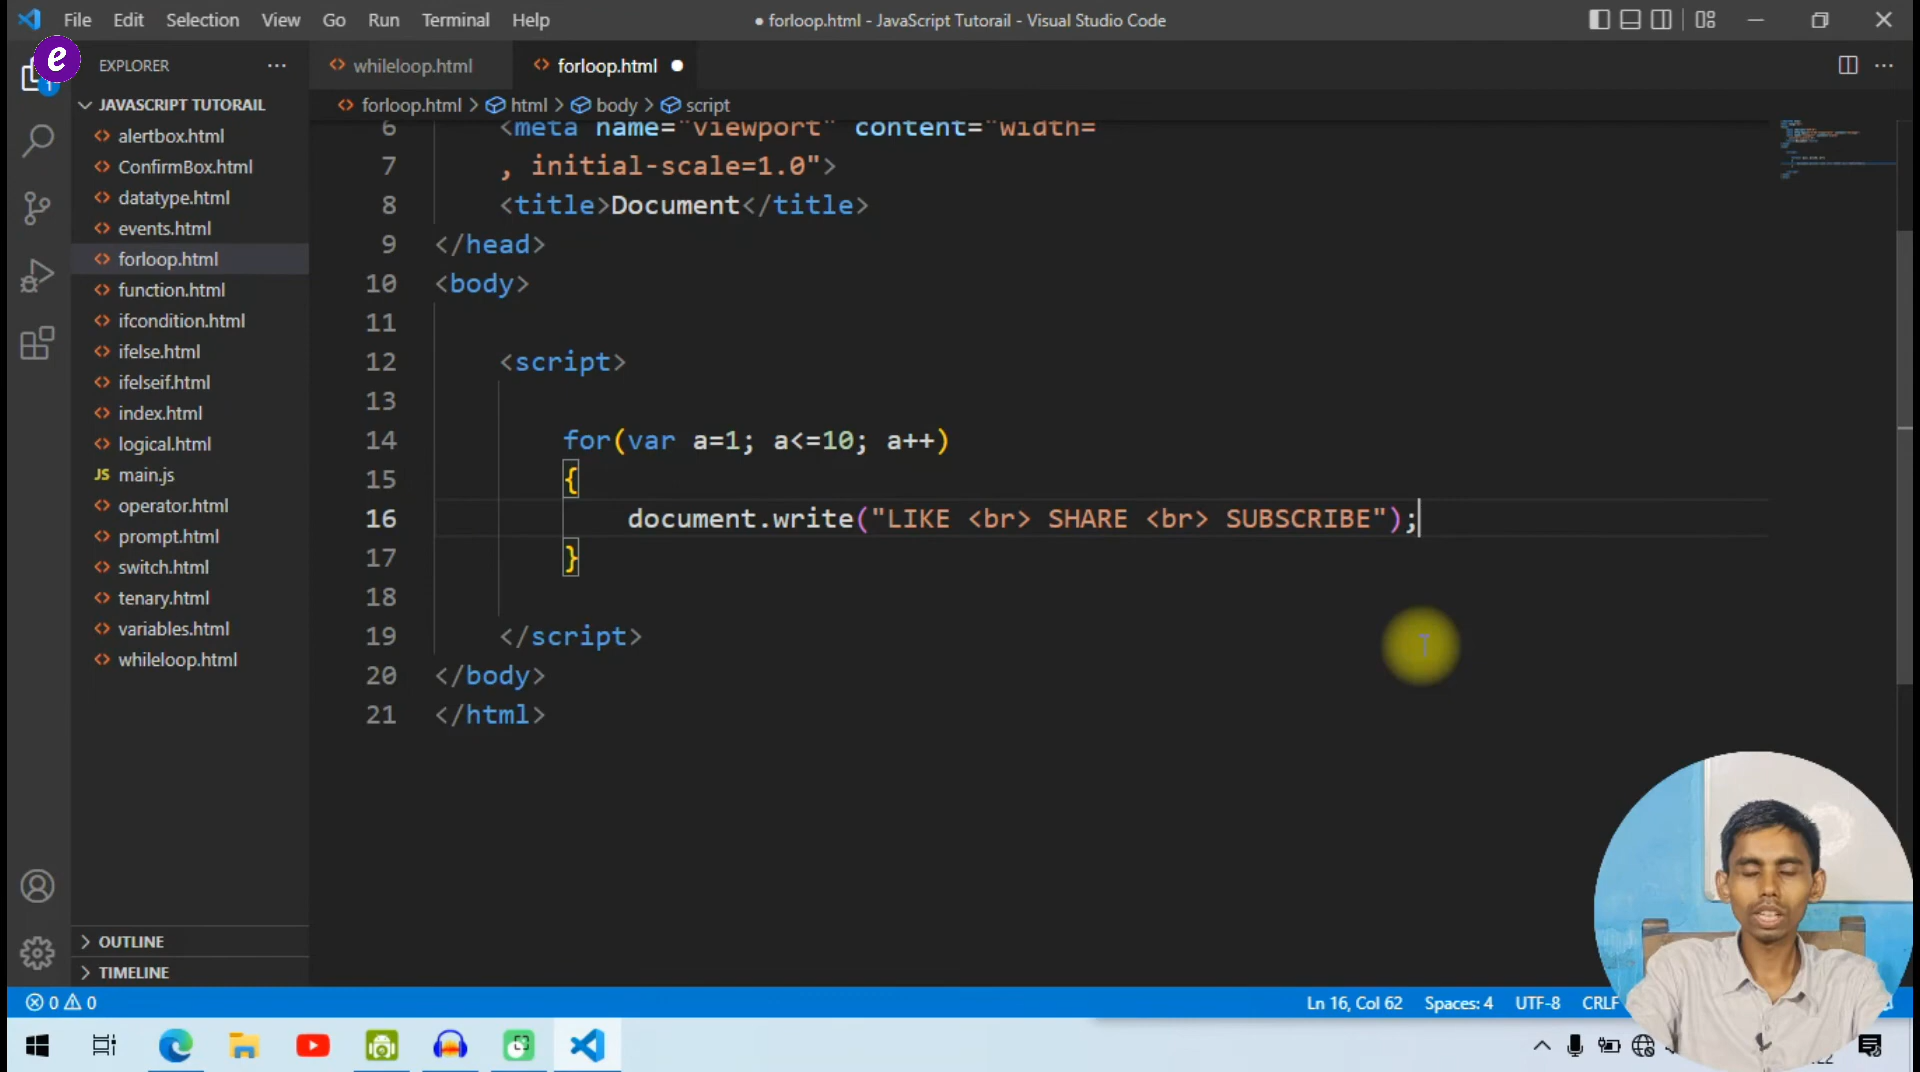 File Edit Selection View Go Run Terminal Help
● forloop.html - JavaScript Tutorail - Visual Studio Code
e
1
EXPLORER
whileloop.html
forloop.html
JAVASCRIPT TUTORAIL
forloop.html > html > body > script
alertbox.html
ConfirmBox.html
datatype.html
events.html
forloop.html
function.html
ifcondition.html
ifelse.html
ifelseif.html
index.html
logical.html
JS main.js
operator.html
prompt.html
switch.html
tenary.html
variables.html
whileloop.html
OUTLINE
TIMELINE
6 <meta name="viewport" content="width=
7 , initial-scale=1.0">
8 <title>Document</title>
9 </head>
10 <body>
11
12 <script>
13
14 for(var a=1; a<=10; a++)
15 {
16 document.write("LIKE <br> SHARE <br> SUBSCRIBE");
17 }
18
19 </script>
20 </body>
21 </html>
0 0
Ln 16, Col 62 Spaces: 4 UTF-8 CRLF